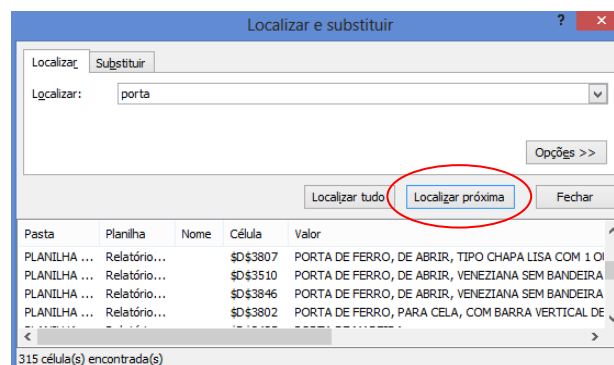 Localizar e substituir ? ×
Localizar Substituir
Localizar: porta
Opções >>
Localizar tudo Localizar próxima Fechar
Pasta Planilha Nome Célula Valor
PLANILHA ... Relatório... $D$3807 PORTA DE FERRO, DE ABRIR, TIPO CHAPA LISA COM 1
PLANILHA ... Relatório... $D$3510 PORTA DE FERRO, DE ABRIR, VENEZIANA SEM BANDEIRA
PLANILHA ... Relatório... $D$3846 PORTA DE FERRO, DE ABRIR, VENEZIANA SEM BANDEIRA
PLANILHA ... Relatório... $D$3802 PORTA DE FERRO, PARA CELA, COM BARRA VERTICAL DE
315 célula(s) encontrada(s)